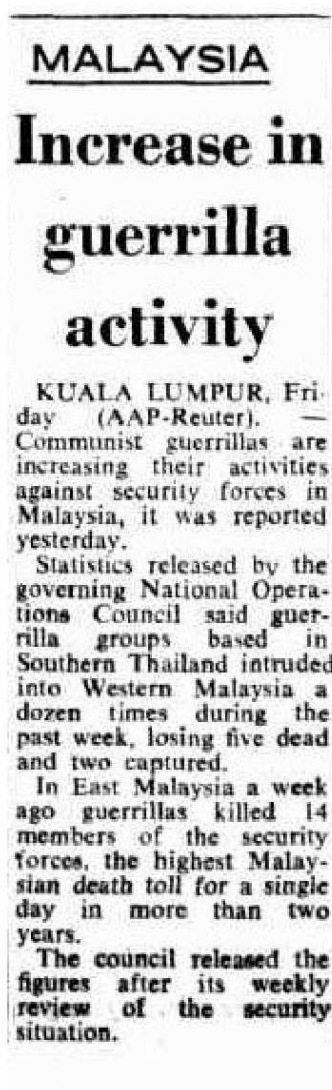 MALAYSIA
Increase in
guerrilla
activity
KUALA LUMPUR, Fri-
day (AAP-Reuter). —
Communist guerrillas are
increasing their activities
against security forces in
Malaysia, it was reported
yesterday.
Statistics released by the
governing National Opera-
tions Council said guer-
rilla groups based in
Southern Thailand intruded
into Western Malaysia a
dozen times during the
past week, losing five dead
and two captured.
In East Malaysia a week
ago guerrillas killed 14
members of the security
forces, the highest Malay-
sian death toll for a single
day in more than two
years.
The council released the
figures after its weekly
review of the security
situation.